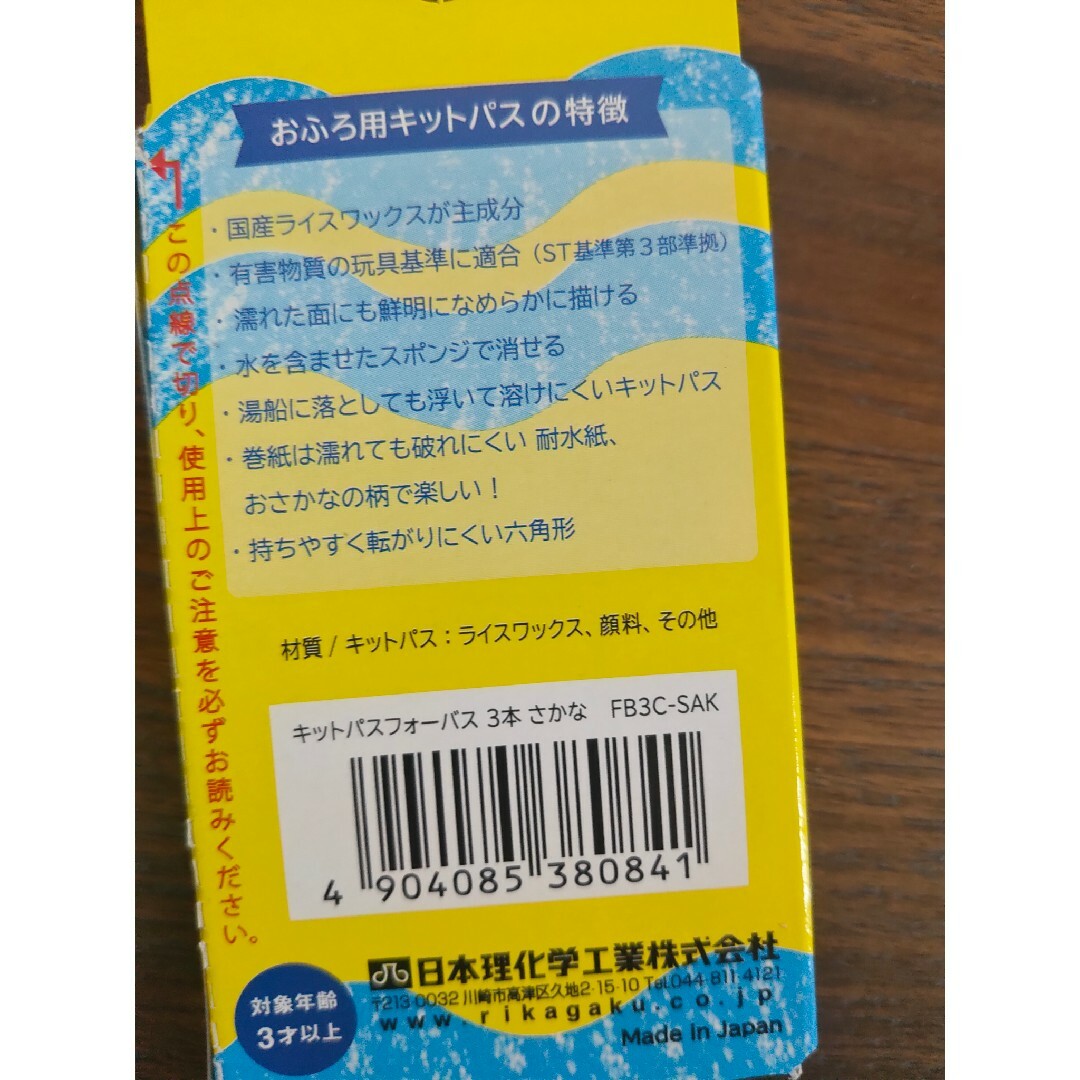 おふろ用キットパスの特徴
・国産ライスワックスが主成分
・有害物質の玩具基準に適合（ST基準第3部準拠）
・濡れた面にも鮮明になめらかに描ける
・水を含ませたスポンジで消せる
・湯船に落としても浮いて溶けにくいキットパス
・巻紙は濡れても破れにくい 耐水紙、
おさかなの柄で楽しい！
・持ちやすく転がりにくい六角形
この点線で切り、使用上のご注意を必ずお読みください。
材質 / キットパス：ライスワックス、顔料、その他
キットパスフォーバス 3本 さかな FB3C-SAK
4 904085 380841
日本理化学工業株式会社
〒213-0032 川崎市高津区久地2-15-10 TEL044-811-4121
www.rikagaku.co.jp
Made in Japan
対象年齢
3才以上